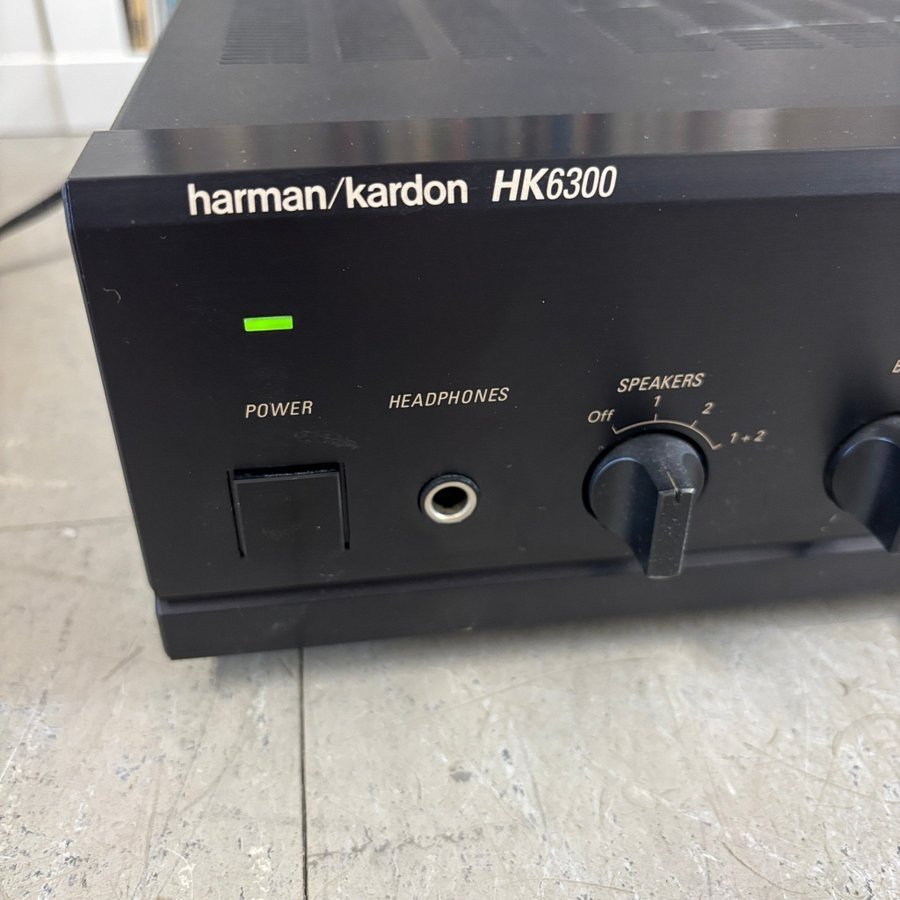 harman/kardon HK6300
POWER
HEADPHONES
SPEAKERS
Off 1 2 1+2